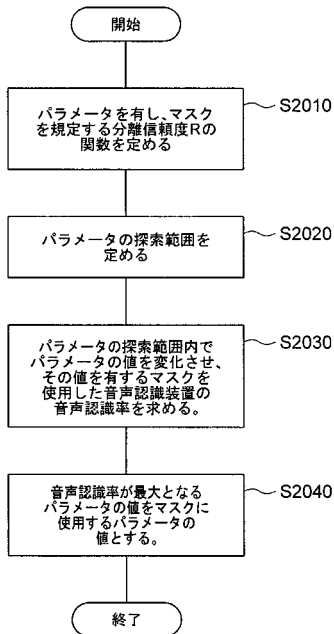 開始
S2010
パラメータを有し、マスク
を規定する分離信頼度Rの
関数を定める
S2020
パラメータの探索範囲を
定める
S2030
パラメータの探索範囲内で
パラメータの値を変化させ、
その値を有するマスクを
使用した音声認識装置の
音声認識率を求める。
S2040
音声認識率が最大となる
パラメータの値をマスクに
使用するパラメータの
値とする。
終了